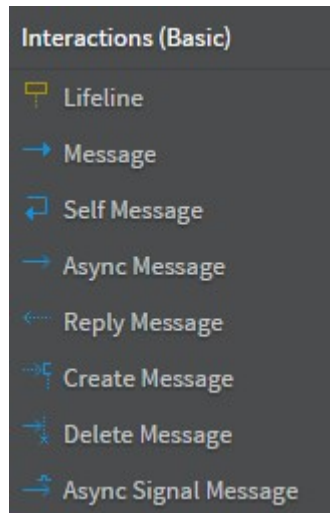 Interactions (Basic)
Lifeline
Message
Self Message
Async Message
Reply Message
Create Message
Delete Message
Async Signal Message